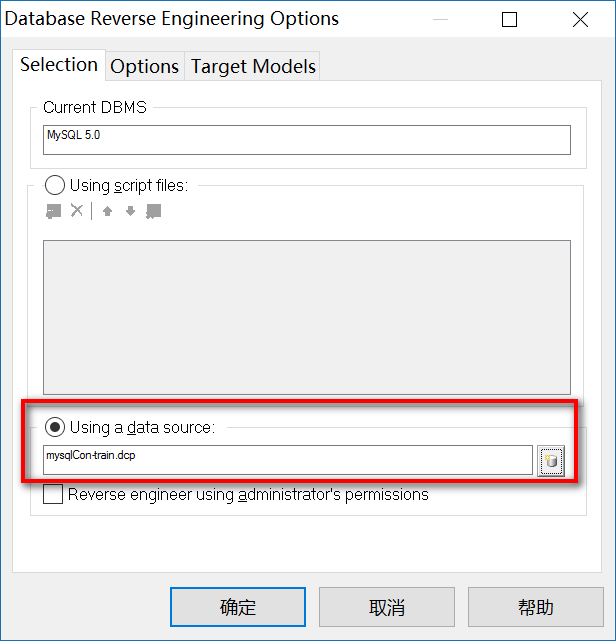 Database Reverse Engineering Options
Selection Options Target Models
Current DBMS
MySQL 5.0
Using script files:
Using a data source:
mysqlCon-train.dcp
Reverse engineer using administrator's permissions
确定 取消 帮助